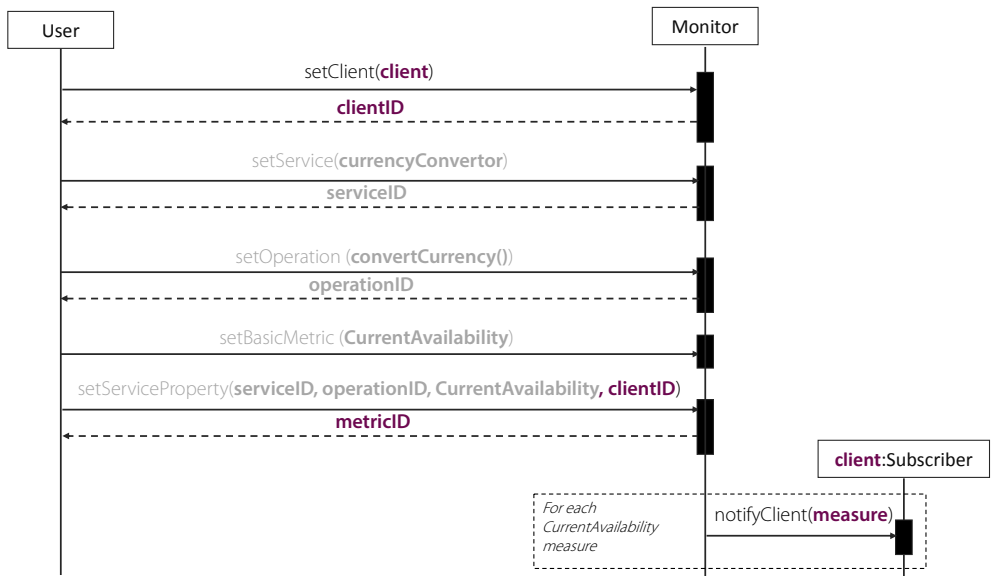 User
Monitor
setClient(client)
clientID
setService(currencyConvertor)
serviceID
setOperation (convertCurrency())
operationID
setBasicMetric (CurrentAvailability)
setServiceProperty(serviceID, operationID, CurrentAvailability, clientID)
metricID
client:Subscriber
For each
CurrentAvailability
measure
notifyClient(measure)